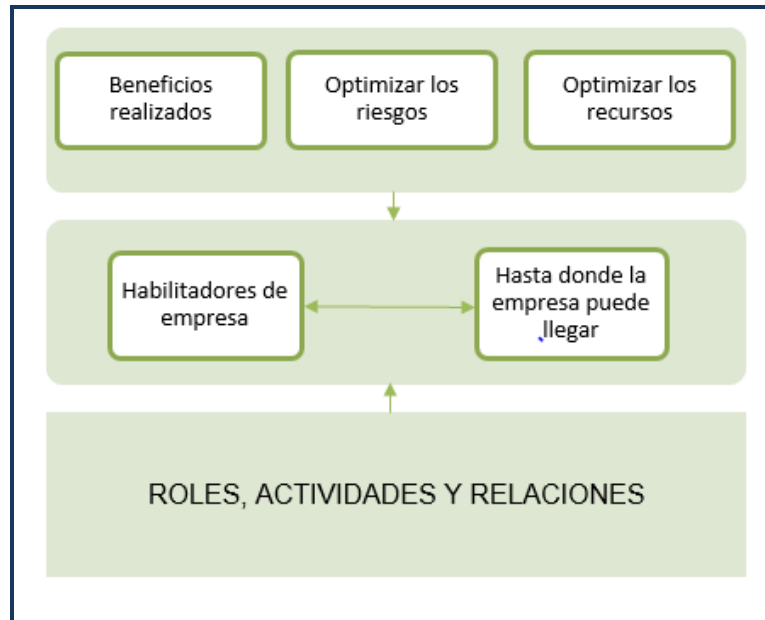 Beneficios
realizados
Optimizar los
riesgos
Optimizar los
recursos
Habilitadores de
empresa
Hasta donde la
empresa puede
llegar
ROLES, ACTIVIDADES Y RELACIONES